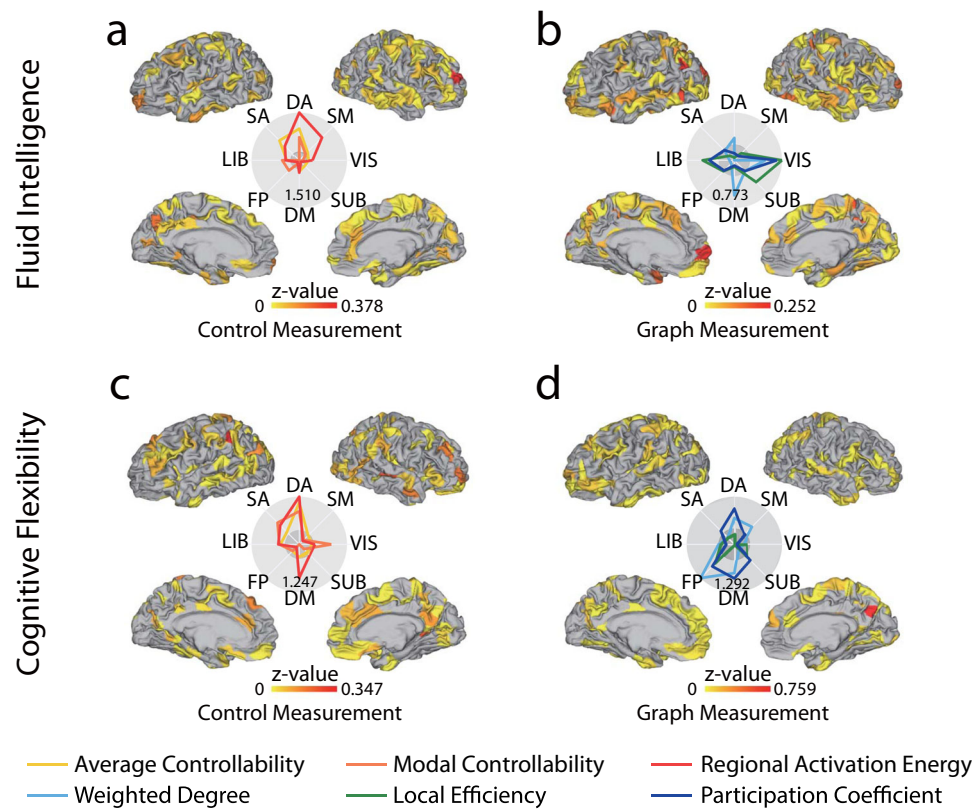 a
b
Fluid Intelligence
DA
SA
SM
LIB
VIS
FP
SUB
1.510
DM
z-value
0
0.378
Control Measurement
DA
SA
SM
LIB
VIS
FP
SUB
0.773
DM
z-value
0
0.252
Graph Measurement
c
d
Cognitive Flexibility
DA
SA
SM
LIB
VIS
FP
SUB
1.247
DM
z-value
0
0.347
Control Measurement
DA
SA
SM
LIB
VIS
FP
SUB
1.292
DM
z-value
0
0.759
Graph Measurement
Average Controllability
Modal Controllability
Regional Activation Energy
Weighted Degree
Local Efficiency
Participation Coefficient